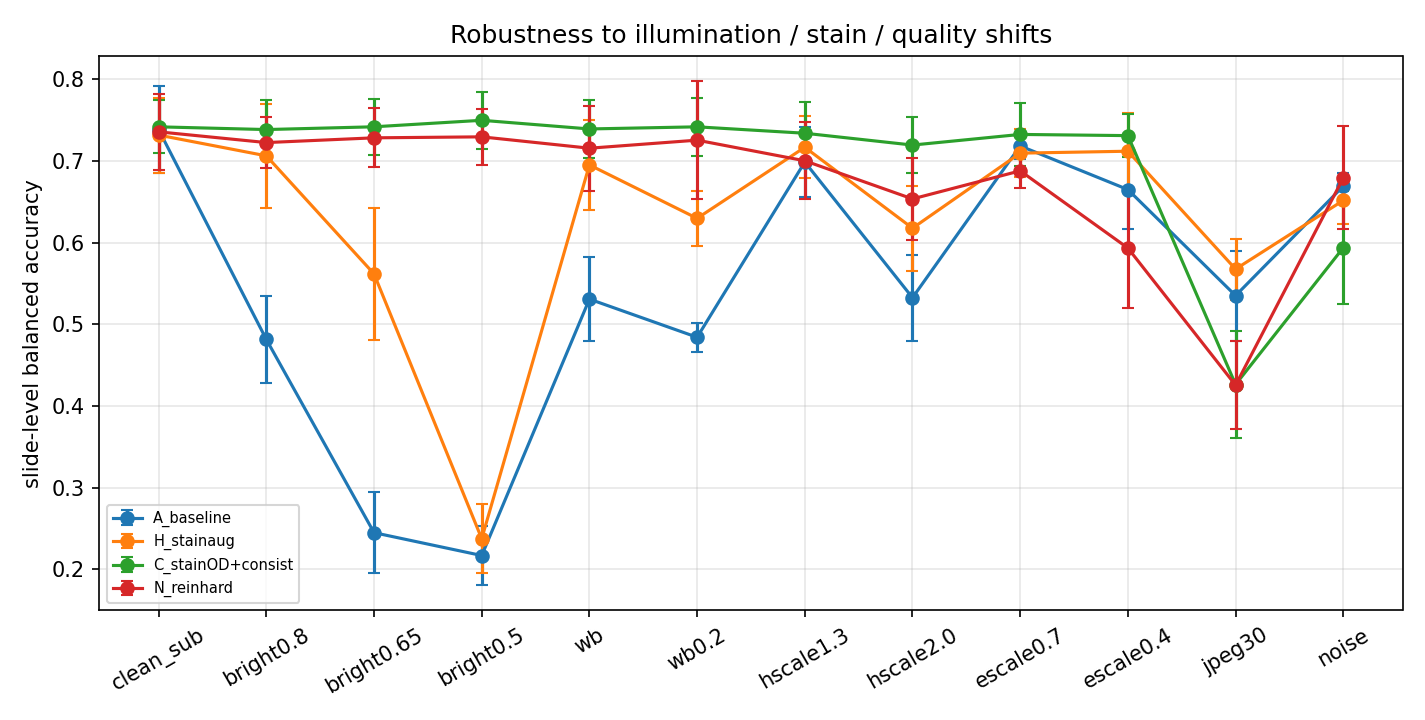 Robustness to illumination / stain / quality shifts
slide-level balanced accuracy
0.8
0.7
0.6
0.5
0.4
0.3
0.2
A_baseline
H_stainaug
C_stainOD+consist
N_reinhard
clean_sub
bright0.8
bright0.65
bright0.5
wb
wb0.2
hscale1.3
hscale2.0
escale0.7
escale0.4
jpeg30
noise